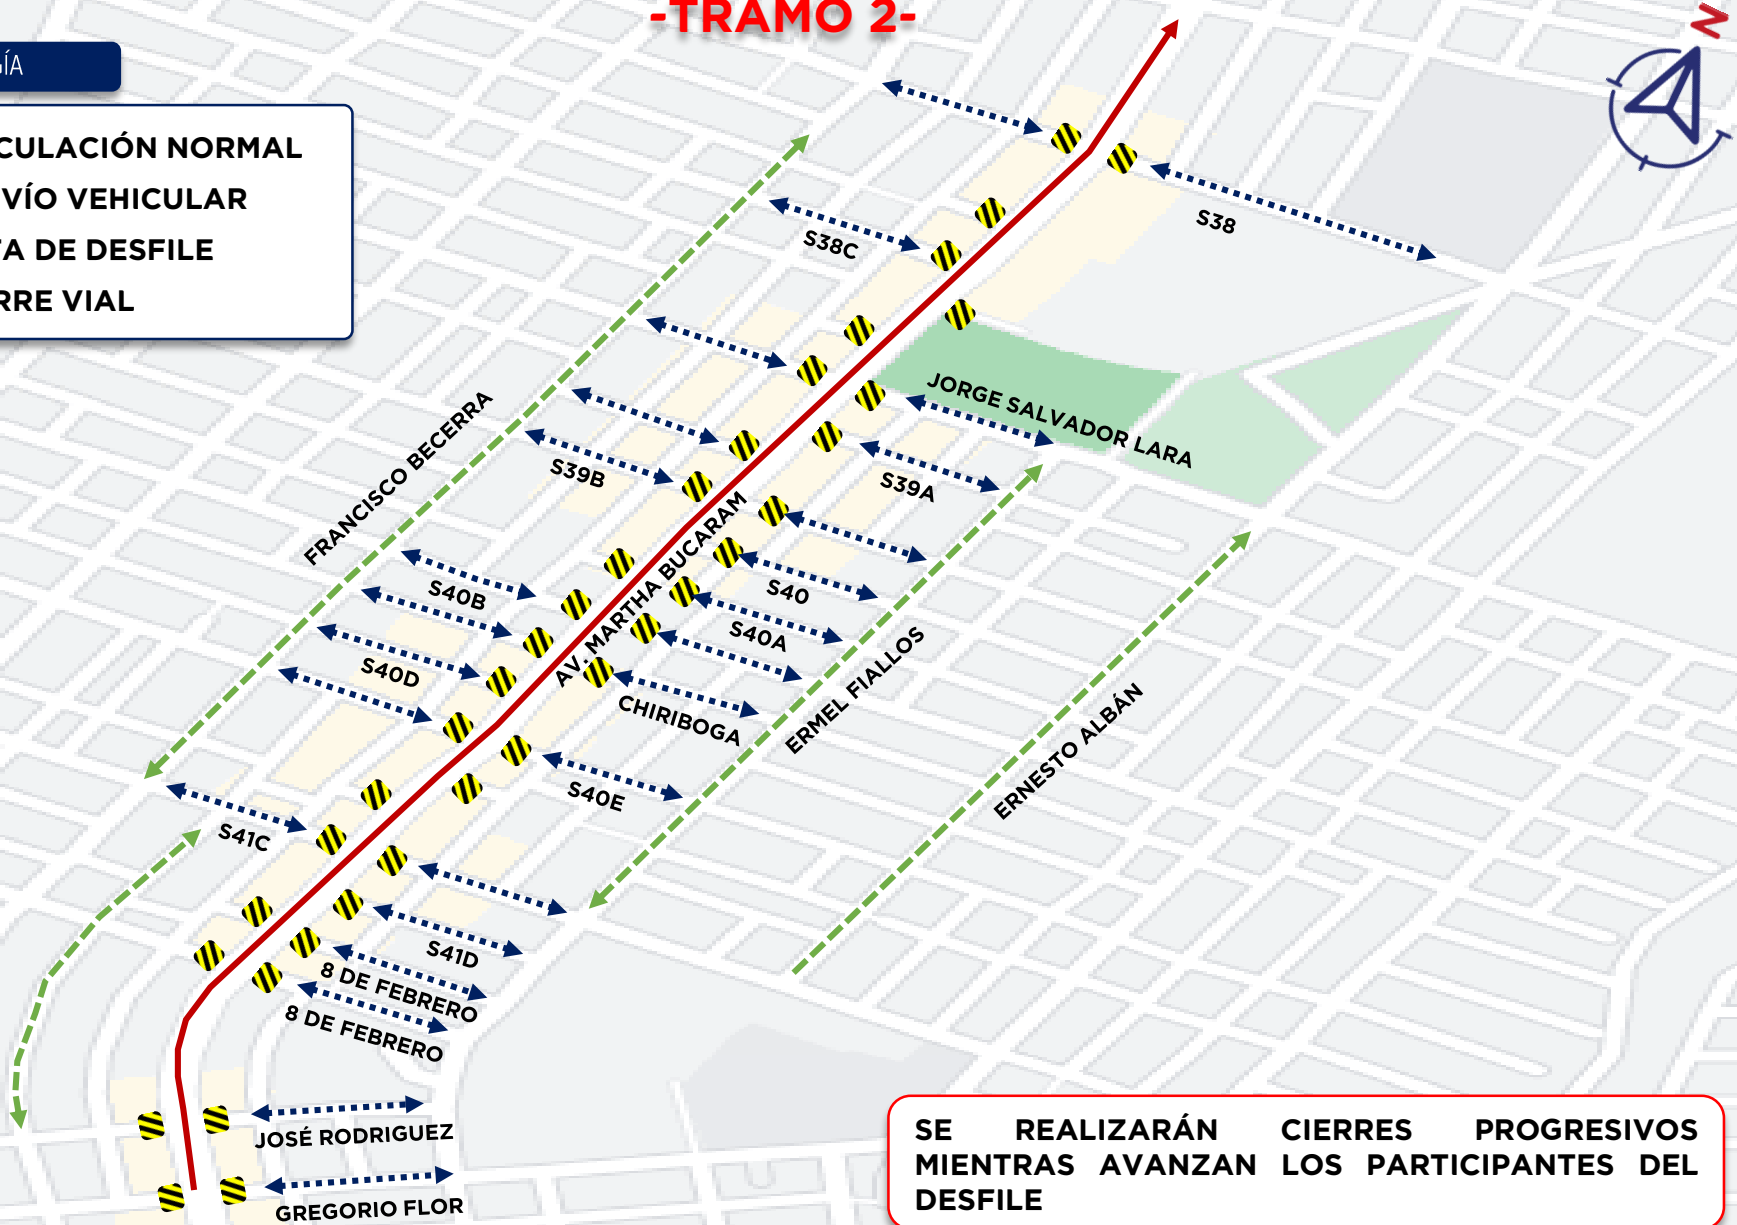 -TRAMO 2-
N
GÍA
CULACIÓN NORMAL
VÍO VEHICULAR
TA DE DESFILE
RRE VIAL
S38
S38C
JORGE SALVADOR LARA
FRANCISCO BECERRA
S39B
S39A
AV. MARTHA BUCARAM
S40B
S40
S40A
S40D
CHIRIBOGA
ERMEL FIALLOS
ERNESTO ALBÁN
S40E
S41C
S41D
8 DE FEBRERO
8 DE FEBRERO
JOSÉ RODRIGUEZ
GREGORIO FLOR
SE REALIZARÁN CIERRES PROGRESIVOS
MIENTRAS AVANZAN LOS PARTICIPANTES DEL
DESFILE